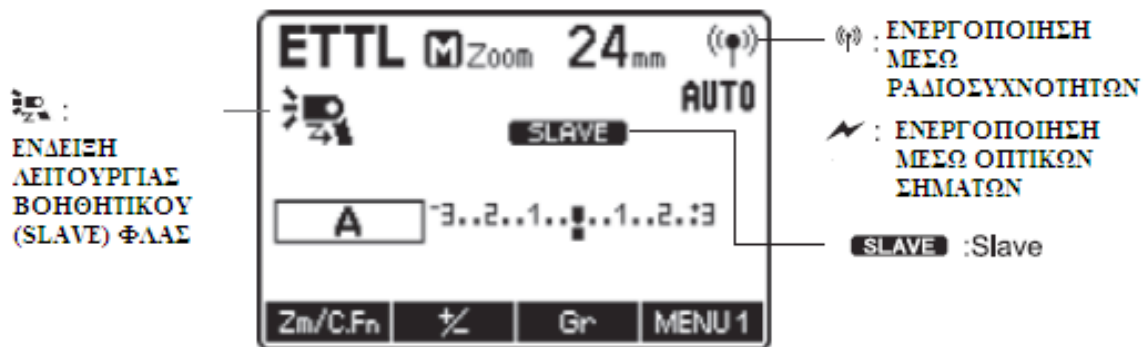 ETTL M Zoom 24mm
AUTO
SLAVE
A -3..2..1..0..1..2.:+3
Zm/C.Fn +/- Gr MENU 1
:
ΕΝΔΕΙΞΗ
ΛΕΙΤΟΥΡΓΙΑΣ
ΒΟΗΘΗΤΙΚΟΥ
(SLAVE) ΦΛΑΣ
: ΕΝΕΡΓΟΠΟΙΗΣΗ
ΜΕΣΩ
ΡΑΔΙΟΣΥΧΝΟΤΗΤΩΝ
: ΕΝΕΡΓΟΠΟΙΗΣΗ
ΜΕΣΩ ΟΠΤΙΚΩΝ
ΣΗΜΑΤΩΝ
SLAVE :Slave